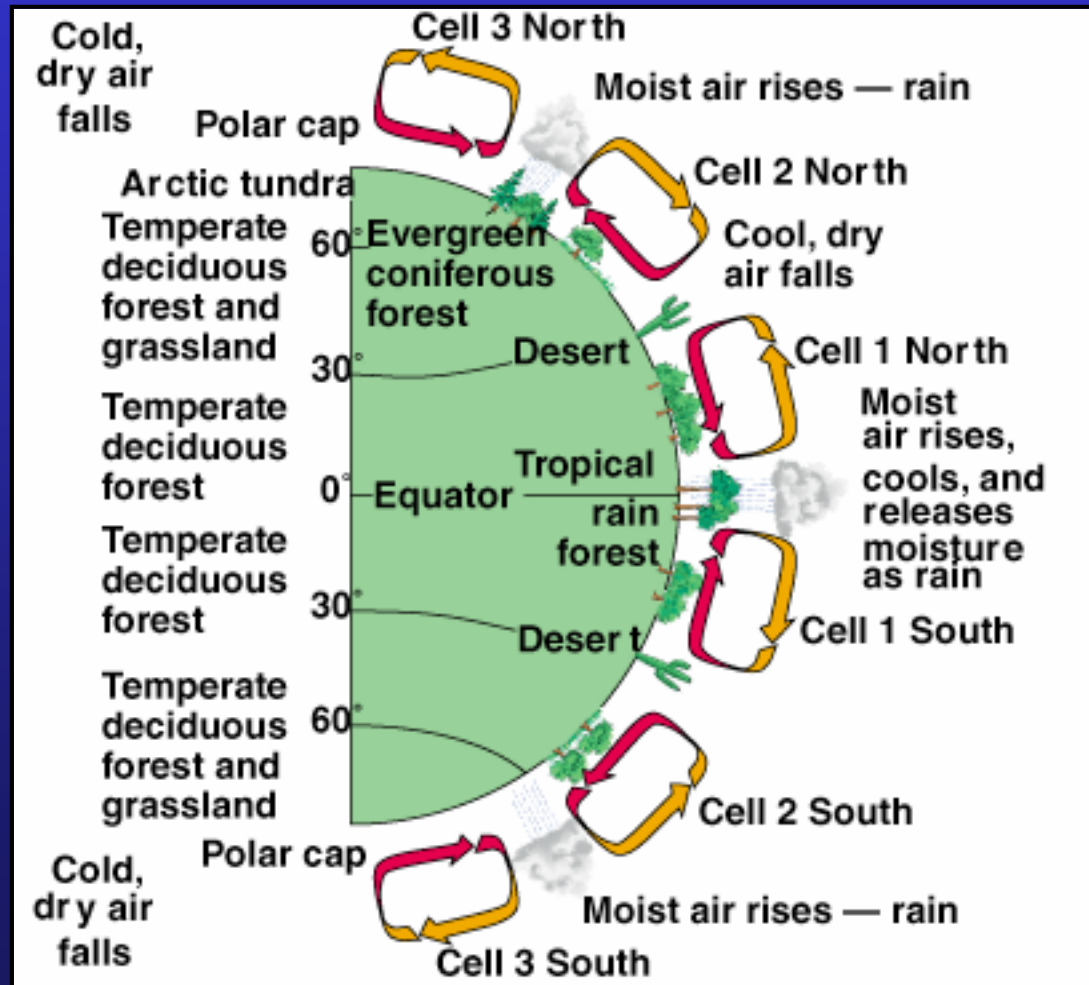 Cell 3 North
Cold,
dry air
falls
Moist air rises — rain
Polar cap
Cell 2 North
Arctic tundra
Temperate
deciduous
forest and
grassland
60°
Evergreen
coniferous
forest
Cool, dry
air falls
30°
Desert
Cell 1 North
Temperate
deciduous
forest
Moist
air rises,
cools, and
releases
moisture
as rain
Tropical
rain
forest
0°
Equator
Temperate
deciduous
forest
30°
Desert
Cell 1 South
Temperate
deciduous
forest and
grassland
60°
Cell 2 South
Polar cap
Cold,
dry air
falls
Moist air rises — rain
Cell 3 South